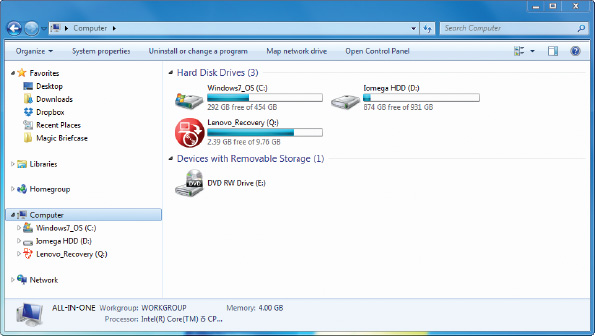 Computer
Search Computer
Organize
System properties
Uninstall or change a program
Map network drive
Open Control Panel
Favorites
Desktop
Downloads
Dropbox
Recent Places
Magic Briefcase
Libraries
Homegroup
Computer
Windows7_OS (C:)
Iomega HDD (D:)
Lenovo_Recovery (Q:)
Network
Hard Disk Drives (3)
Windows7_OS (C:)
292 GB free of 454 GB
Iomega HDD (D:)
874 GB free of 931 GB
Lenovo_Recovery (Q:)
2.39 GB free of 9.76 GB
Devices with Removable Storage (1)
DVD
DVD RW Drive (E:)
ALL-IN-ONE Workgroup: WORKGROUP Memory: 4.00 GB
Processor: Intel(R) Core(TM) i5 CP...